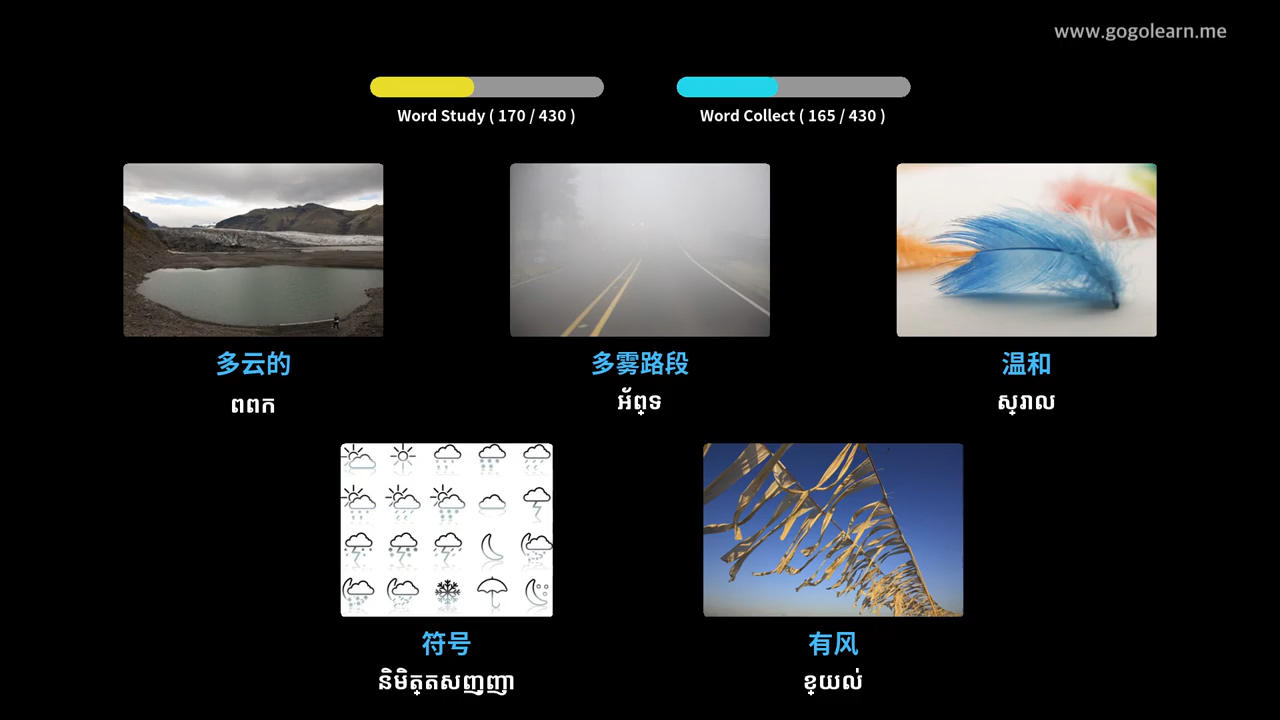 www.gogolearn.me
Word Study ( 170 / 430 )
Word Collect ( 165 / 430 )
多云的
ពពក
多雾路段
អ័ព្ទ
温和
ស្រាល
符号
និមិត្តសញ្ញា
有风
ខ្យល់